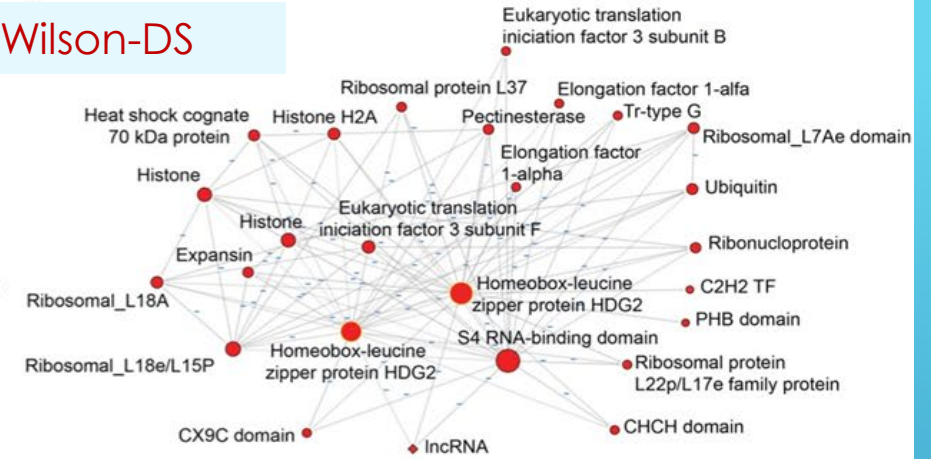 Wilson-DS
Eukaryotic translation
iniciation factor 3 subunit B
Ribosomal protein L37
Elongation factor 1-alfa
Heat shock cognate
70 kDa protein
Histone H2A
Pectinesterase
Tr-type G
Ribosomal_L7Ae domain
Elongation factor
1-alpha
Histone
Ubiquitin
Eukaryotic translation
iniciation factor 3 subunit F
Histone
Ribonucloprotein
Expansin
Homeobox-leucine
zipper protein HDG2
C2H2 TF
Ribosomal_L18A
PHB domain
S4 RNA-binding domain
Homeobox-leucine
zipper protein HDG2
Ribosomal_L18e/L15P
Ribosomal protein
L22p/L17e family protein
CX9C domain
CHCH domain
lncRNA